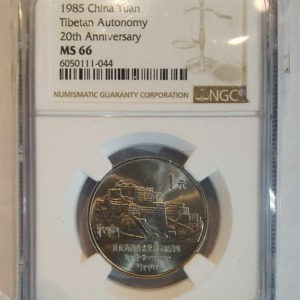 1985 China Yuan
Tibetan Autonomy
20th Anniversary
MS 66
6050111-044
NUMISMATIC GUARANTY CORPORATION
NGC
1元